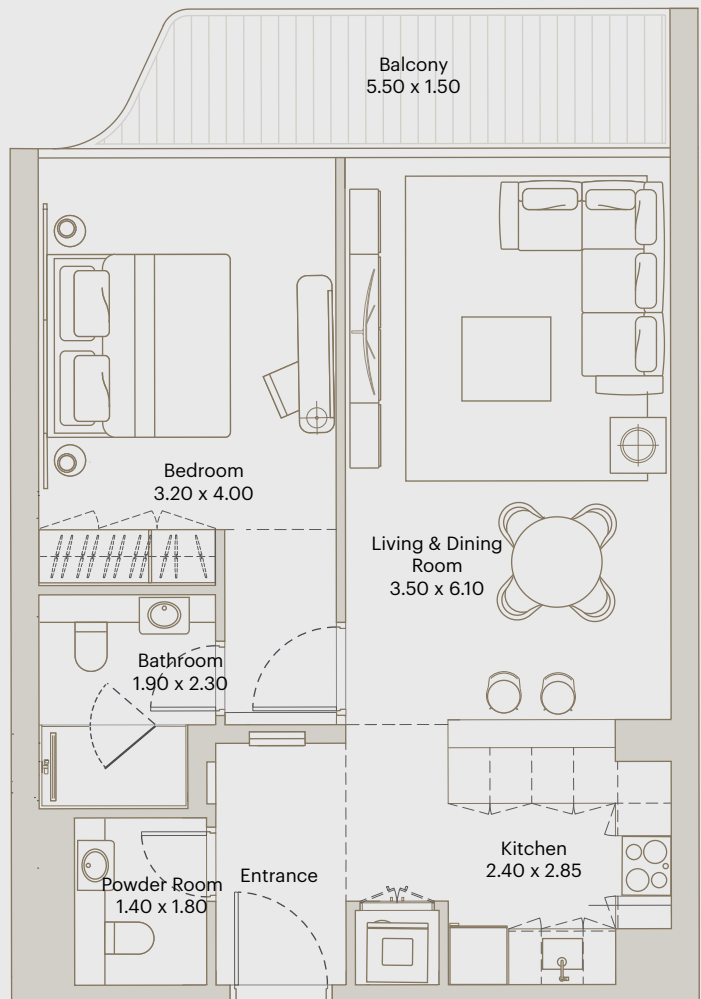 Balcony
5.50 x 1.50
Bedroom
3.20 x 4.00
Living & Dining
Room
3.50 x 6.10
Bathroom
1.90 x 2.30
Kitchen
2.40 x 2.85
Entrance
Powder Room
1.40 x 1.80